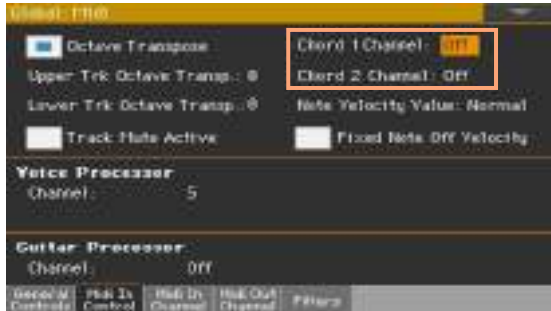 Global: Midi
Octave Transpose
Chord 1 Channel: Off
Upper Trk Octave Transp.: 0
Chord 2 Channel: Off
Lower Trk Octave Transp.: 0
Note Velocity Value: Normal
Track Mute Active
Fixed Note Off Velocity
Voice Processor
Channel: 5
Guitar Processor
Channel: Off
General Controls
Midi In Control
Midi In Channel
Midi Out Channel
Filters